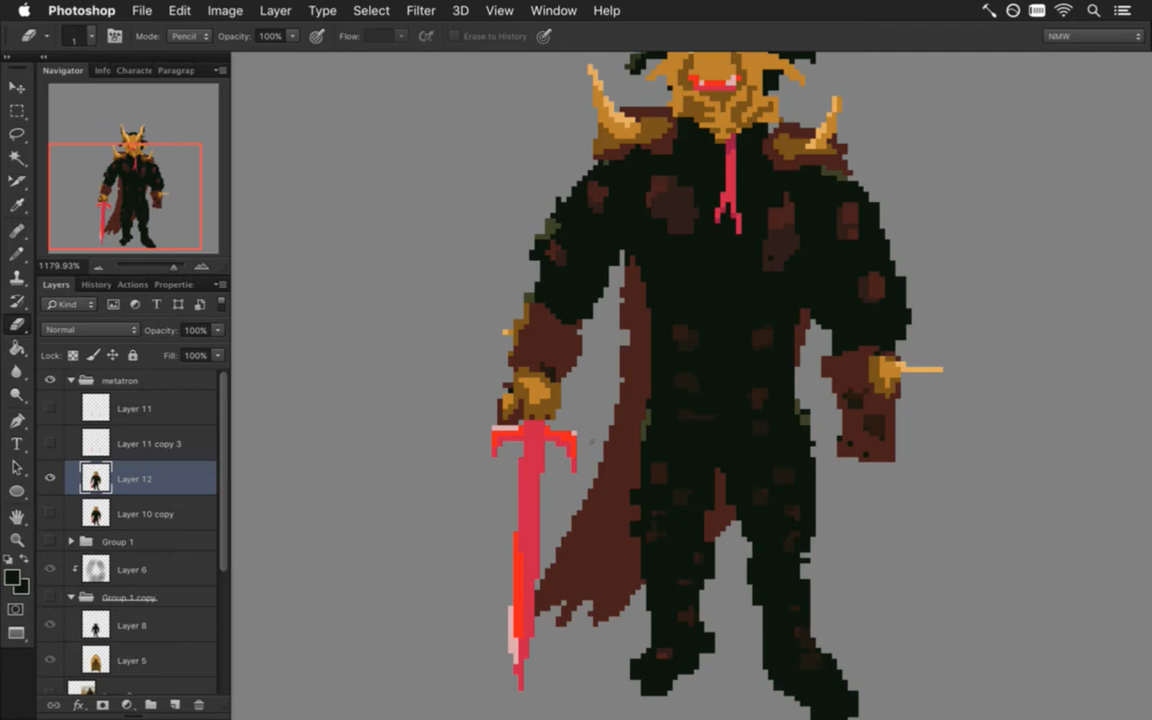 Photoshop File Edit Image Layer Type Select Filter 3D View Window Help
1 Mode: Pencil Opacity: 100% Flow: Erase to History NMW
Navigator Info Characte Paragrap
1179.93%
Layers History Actions Propertie
Kind
Normal Opacity: 100%
Lock: Fill: 100%
metatron
Layer 11
Layer 11 copy 3
Layer 12
Layer 10 copy
Group 1
Layer 6
Group 1 copy
Layer 8
Layer 5
fx